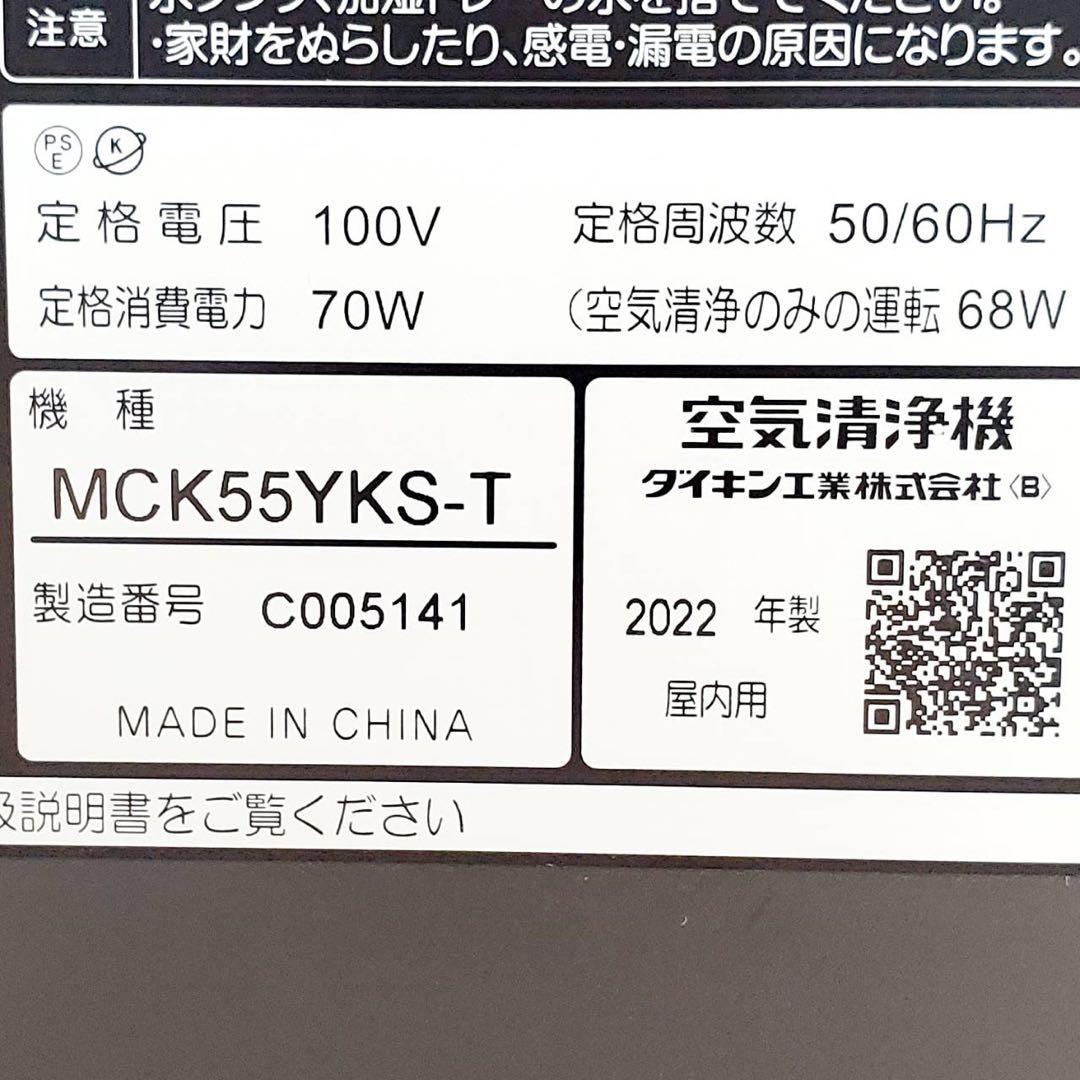 注意
・家財をぬらしたり、感電・漏電の原因になります。
PS
E
K
定格電圧 100V 定格周波数 50/60Hz
定格消費電力 70W (空気清浄のみの運転 68W
機種
MCK55YKS-T
製造番号 C005141
MADE IN CHINA
空気清浄機
ダイキン工業株式会社〈B〉
2022 年製
屋内用
説明書をご覧ください